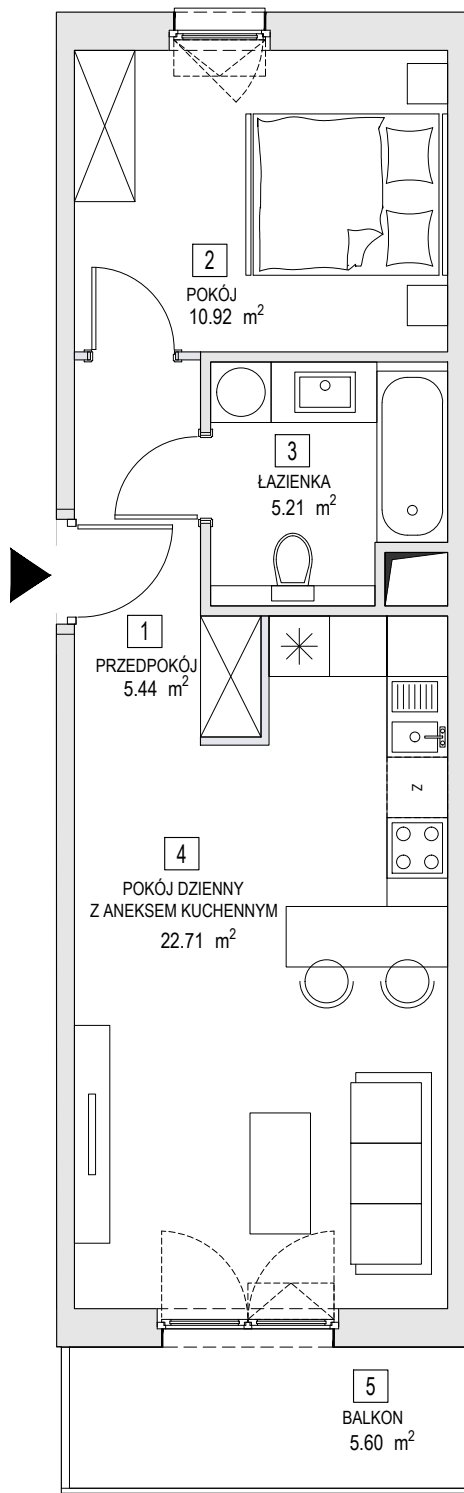 2
POKÓJ
10.92 m²
3
ŁAZIENKA
5.21 m²
1
PRZEDPOKÓJ
5.44 m²
Z
4
POKÓJ DZIENNY
Z ANEKSEM KUCHENNYM
22.71 m²
5
BALKON
5.60 m²